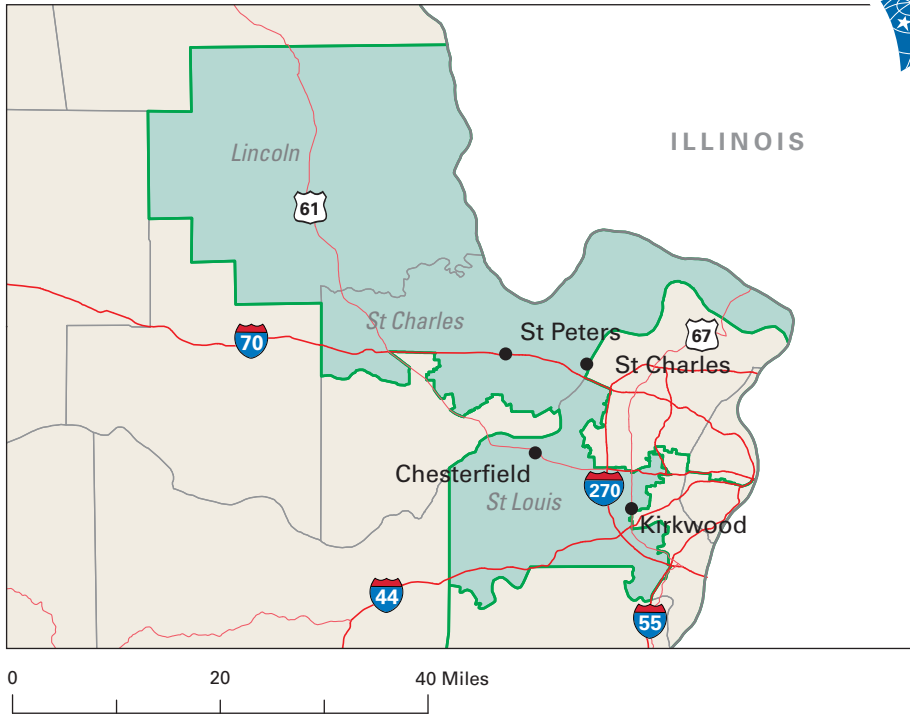 ILLINOIS
Lincoln
61
St Charles
St Peters
67
70
St Charles
Chesterfield
St Louis
270
Kirkwood
44
55
0 20 40 Miles